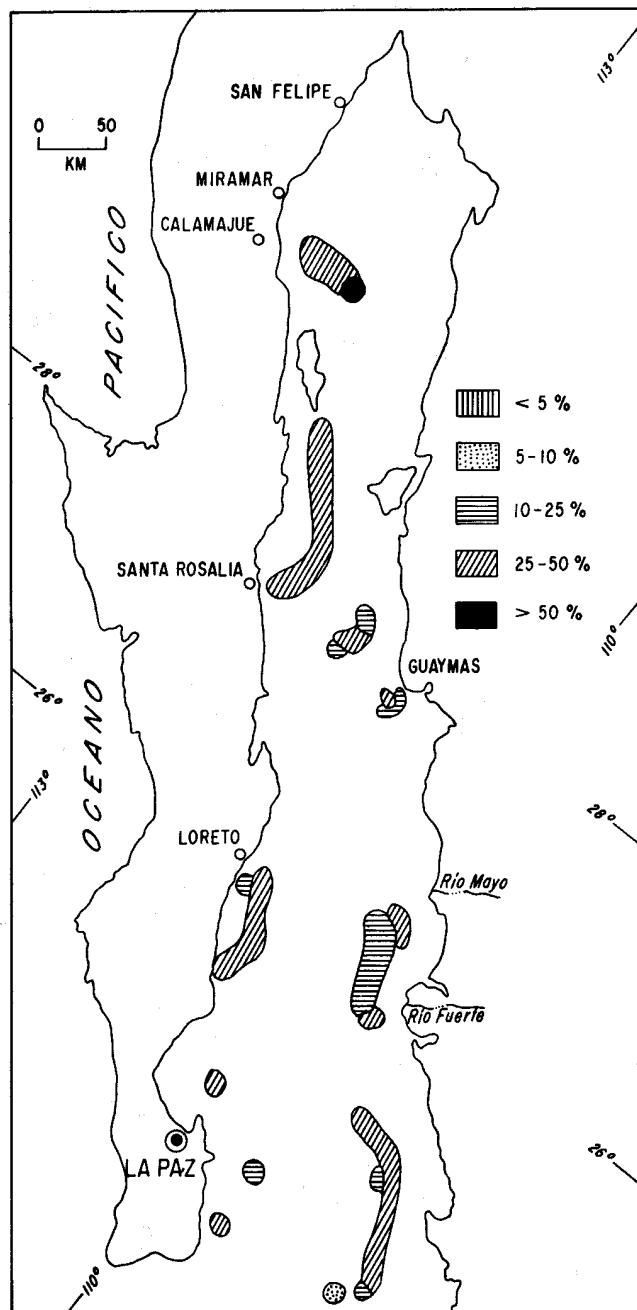 113°
SAN FELIPE
0 50
KM
MIRAMAR
CALAMAJUE
PACIFICO
28°
< 5 %
5-10 %
10-25 %
25-50 %
> 50 %
SANTA ROSALIA
110°
GUAYMAS
26°
OCEANO
113°
28°
LORETO
Río Mayo
Río Fuerte
LA PAZ
26°
110°